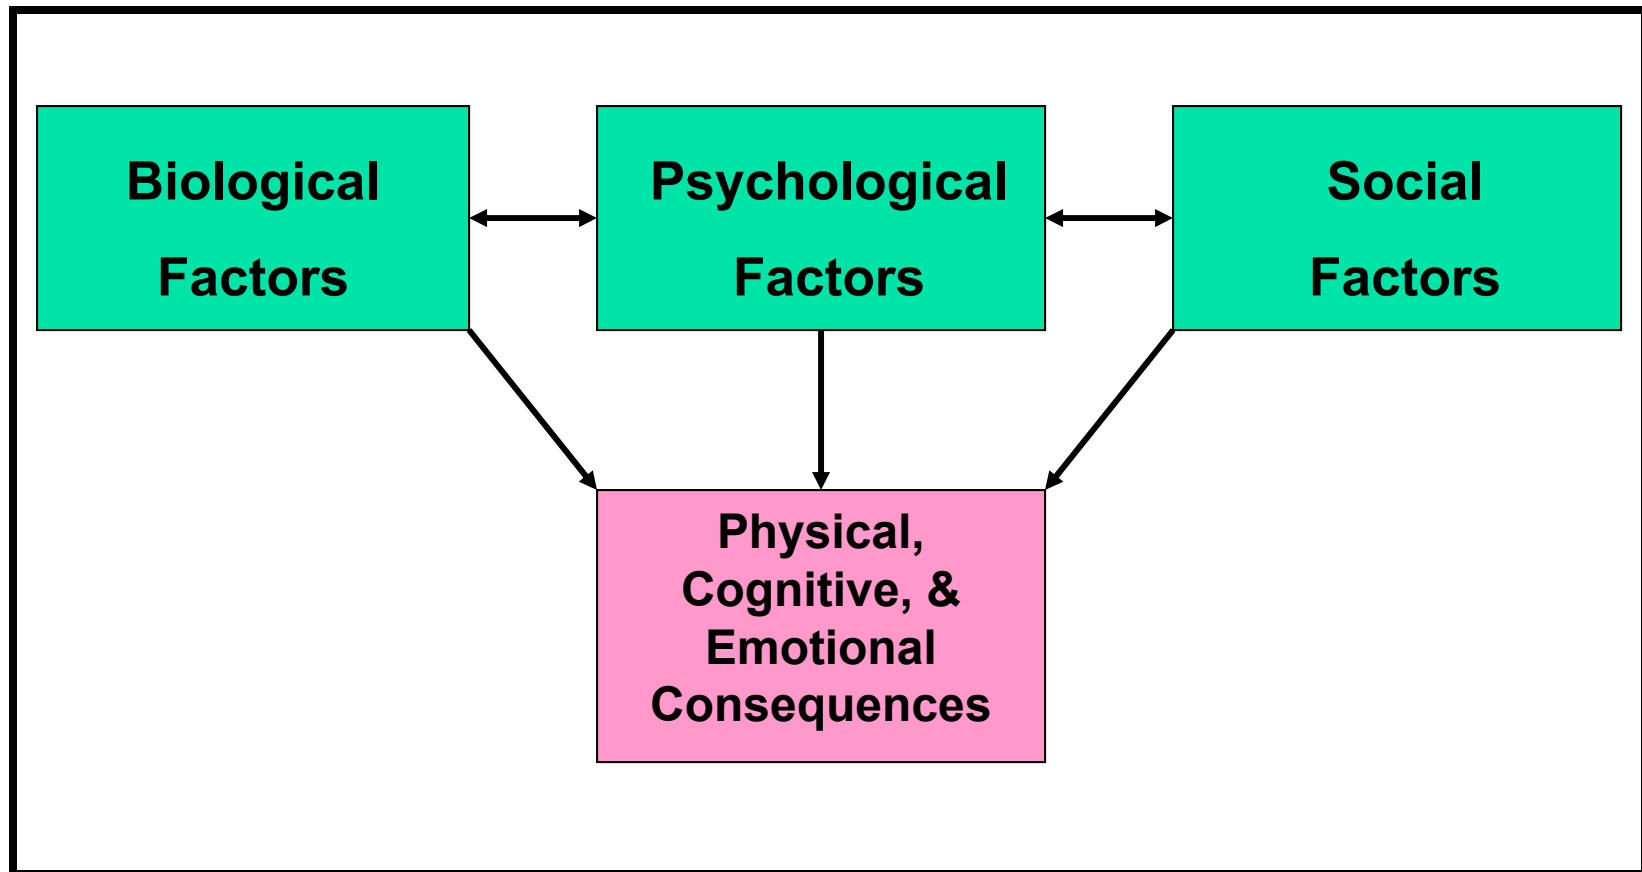 Biological
Factors
Psychological
Factors
Social
Factors
Physical,
Cognitive, &
Emotional
Consequences